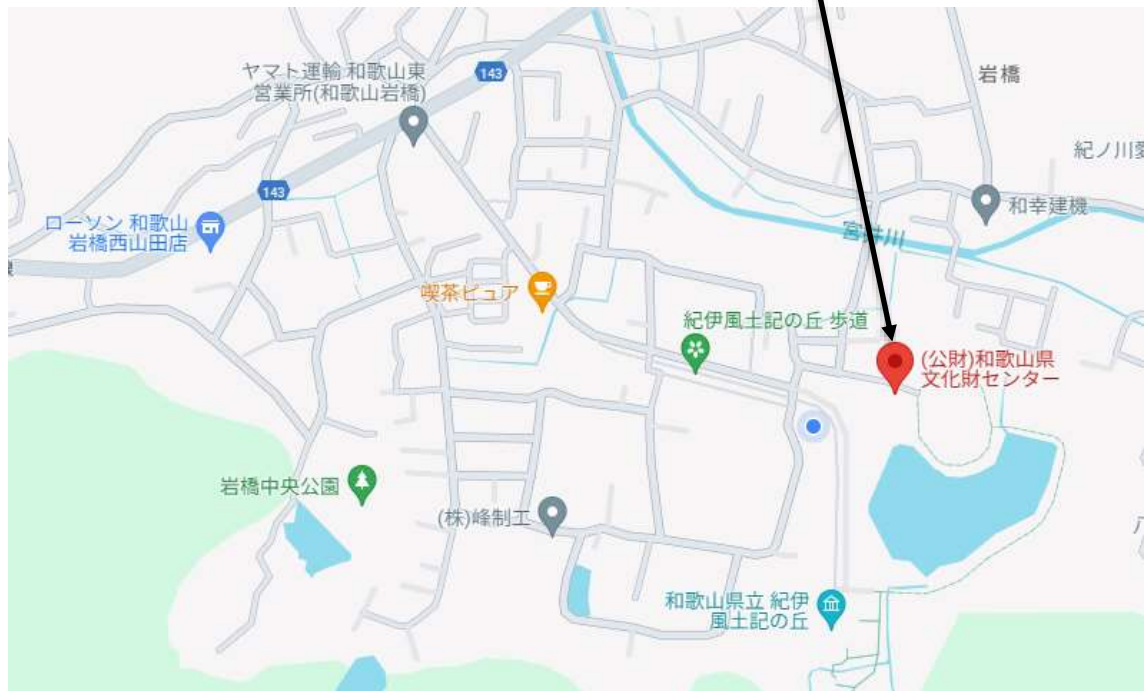 143
岩橋
ヤマト運輸 和歌山東
営業所(和歌山岩橋)
紀ノ川愛
143
和幸建機
ローソン 和歌山
岩橋西山田店
宮井川
喫茶ピュア
紀伊風土記の丘 歩道
(公財)和歌山県
文化財センター
岩橋中央公園
(株)峰制工
和歌山県立 紀伊
風土記の丘